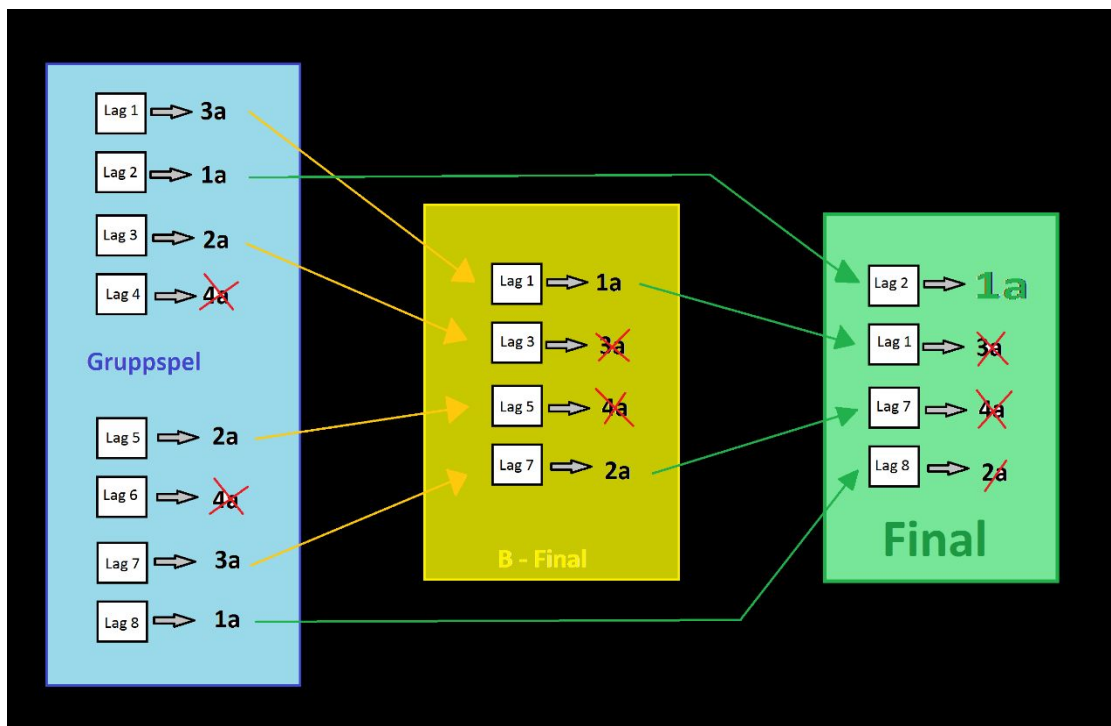 Lag 1 3a
Lag 2 1a
Lag 3 2a
Lag 4 4a
Gruppspel
Lag 5 2a
Lag 6 4a
Lag 7 3a
Lag 8 1a
Lag 1 1a
Lag 3 3a
Lag 5 4a
Lag 7 2a
B - Final
Lag 2 1a
Lag 1 3a
Lag 7 4a
Lag 8 2a
Final